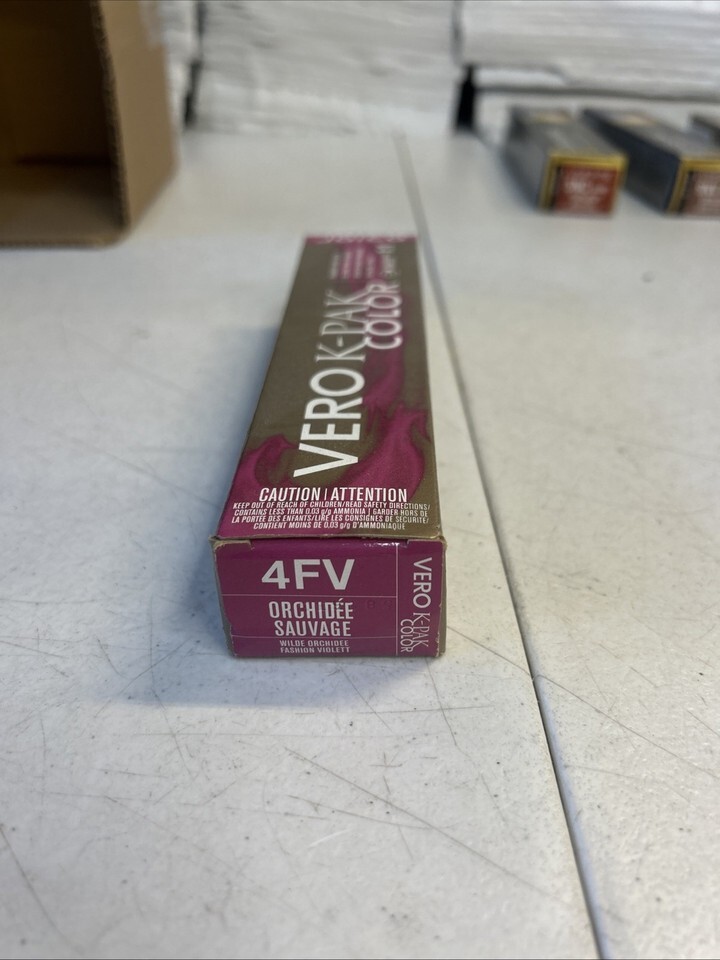 VERO K-PAK
COLOR
CAUTION | ATTENTION
KEEP OUT OF REACH OF CHILDREN/READ SAFETY DIRECTIONS/
CONTAINS LESS THAN 0.03 g/g AMMONIA | GARDER HORS DE
LA PORTÉE DES ENFANTS/LIRE LES CONSIGNES DE SÉCURITÉ/
CONTIENT MOINS DE 0,03 g/g D'AMMONIAQUE
4FV
ORCHIDÉE
SAUVAGE
WILDE ORCHIDEE
FASHION VIOLETT
VERO K-PAK
COLOR